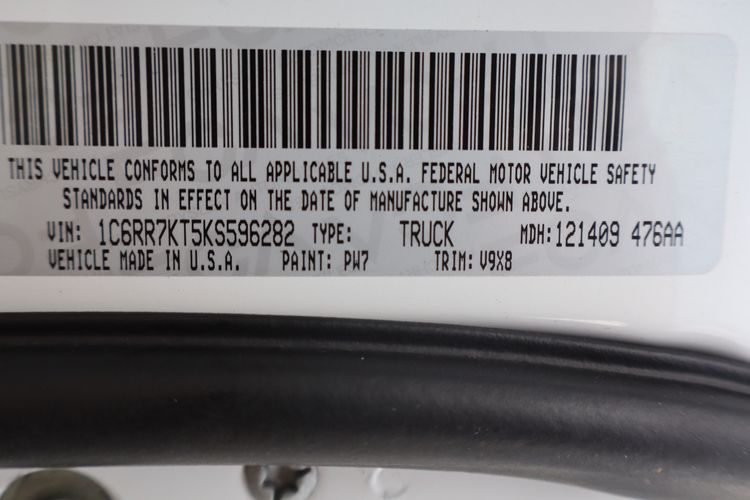 THIS VEHICLE CONFORMS TO ALL APPLICABLE U.S.A. FEDERAL MOTOR VEHICLE SAFETY
STANDARDS IN EFFECT ON THE DATE OF MANUFACTURE SHOWN ABOVE.
VIN: 1C6RR7KT5KS596282 TYPE: TRUCK MDH: 121409 476AA
VEHICLE MADE IN U.S.A. PAINT: PW7 TRIM: V9X8